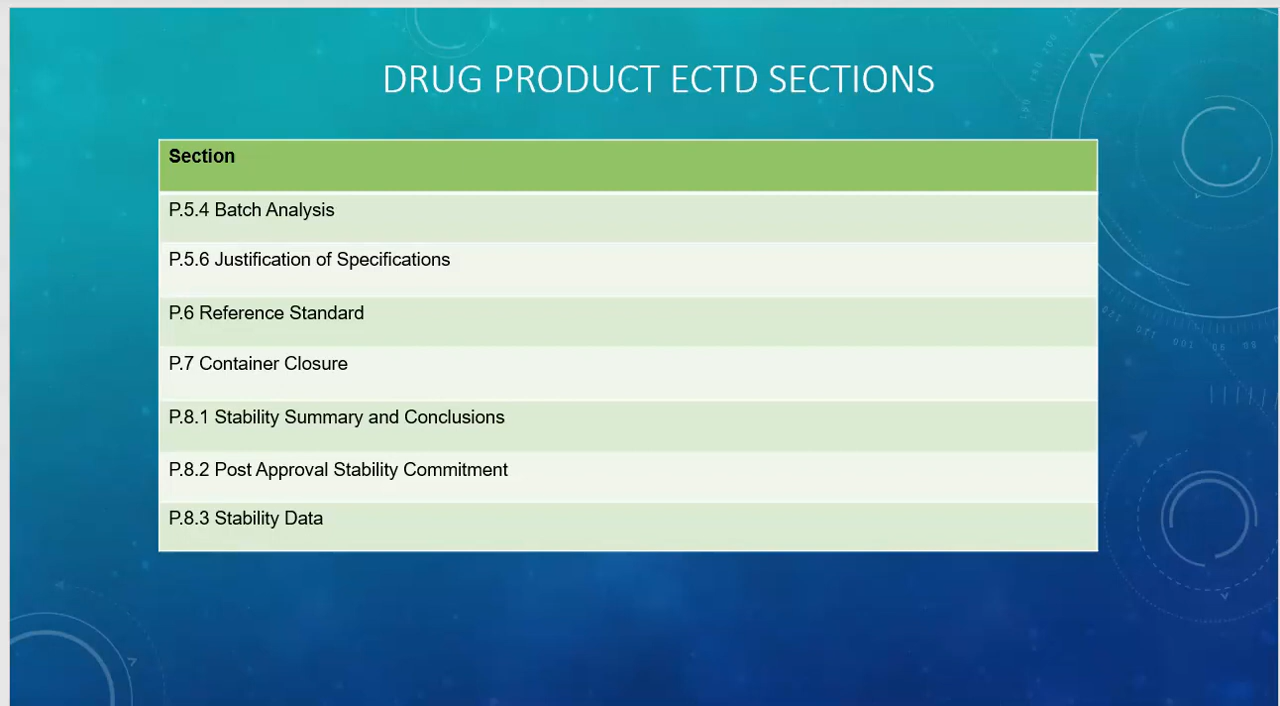 DRUG PRODUCT ECTD SECTIONS
Section
P.5.4 Batch Analysis
P.5.6 Justification of Specifications
P.6 Reference Standard
P.7 Container Closure
P.8.1 Stability Summary and Conclusions
P.8.2 Post Approval Stability Commitment
P.8.3 Stability Data